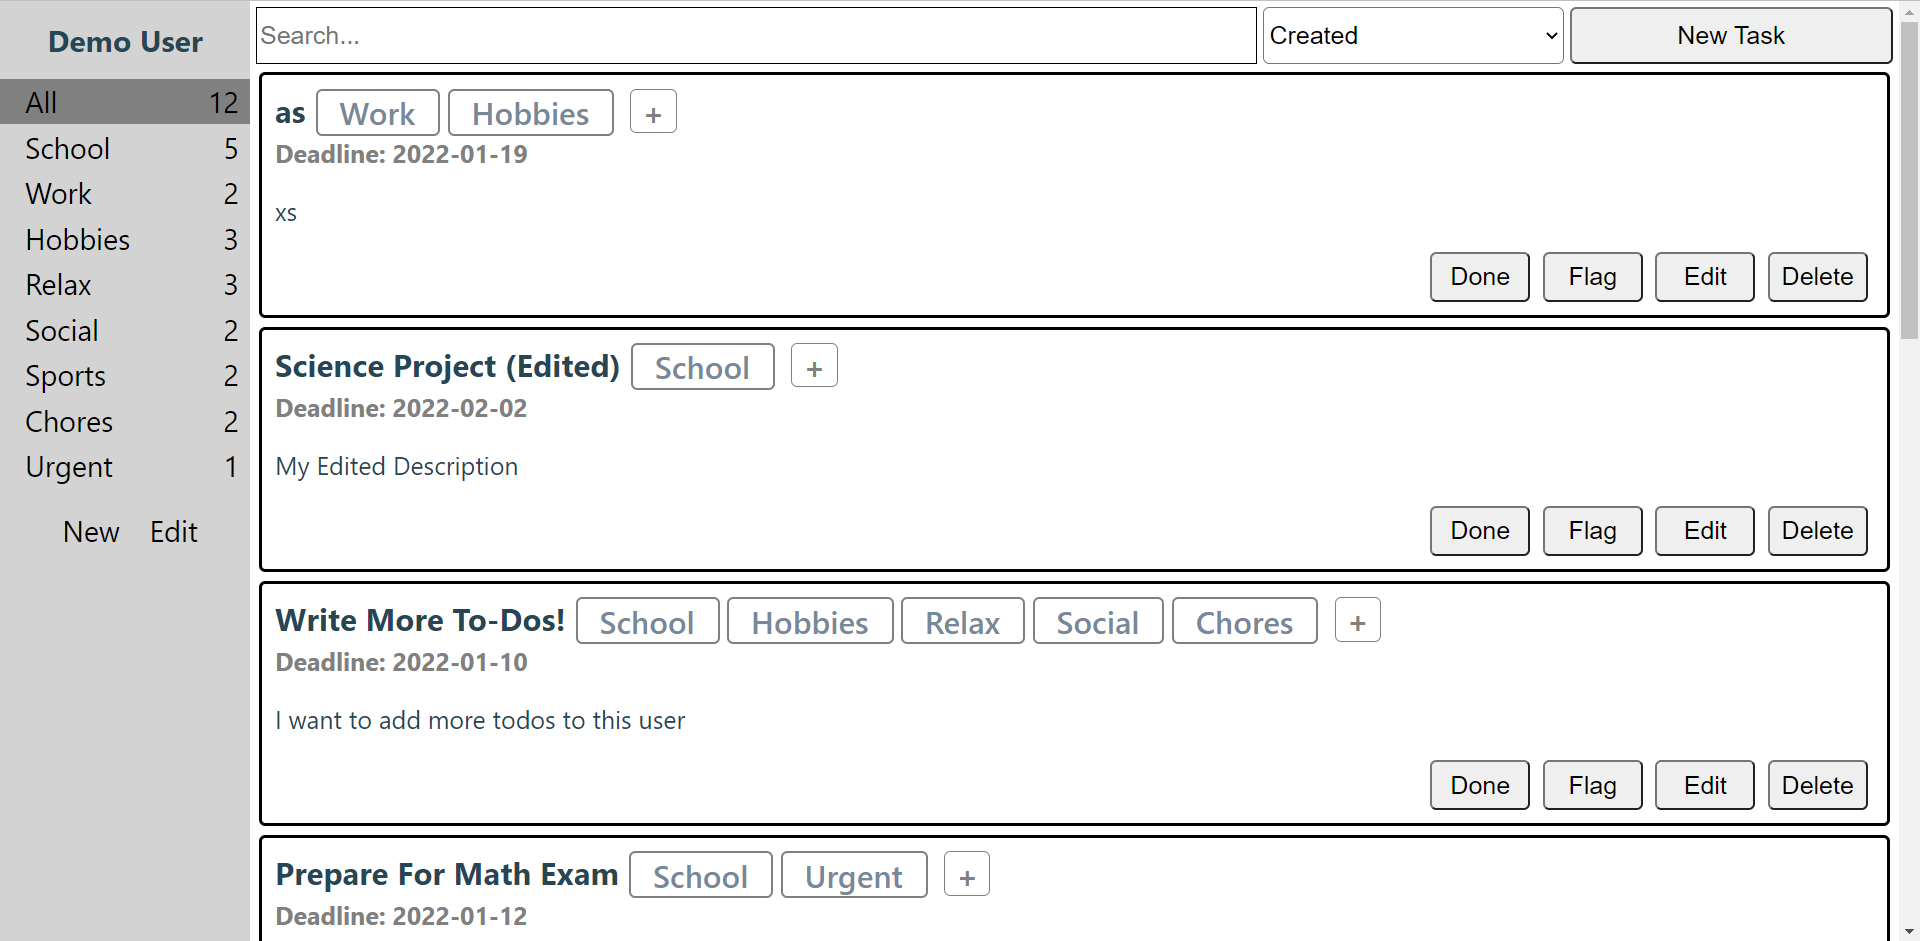 Demo User
All 12
School 5
Work 2
Hobbies 3
Relax 3
Social 2
Sports 2
Chores 2
Urgent 1
New Edit
Search... Created New Task
as Work Hobbies +
Deadline: 2022-01-19
xs
Done Flag Edit Delete
Science Project (Edited) School +
Deadline: 2022-02-02
My Edited Description
Done Flag Edit Delete
Write More To-Dos! School Hobbies Relax Social Chores +
Deadline: 2022-01-10
I want to add more todos to this user
Done Flag Edit Delete
Prepare For Math Exam School Urgent +
Deadline: 2022-01-12